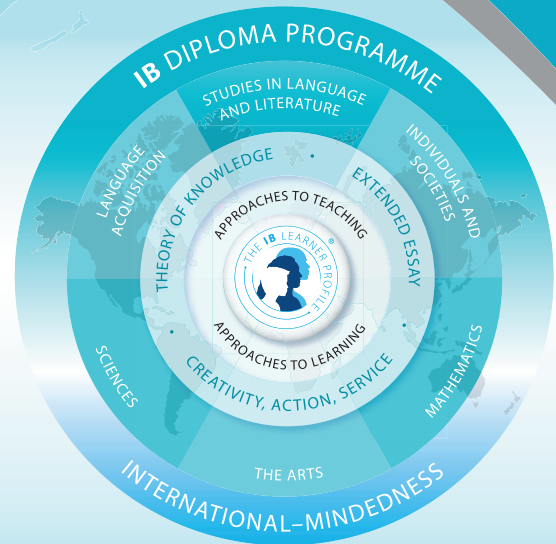 IB DIPLOMA PROGRAMME
STUDIES IN LANGUAGE
AND LITERATURE
LANGUAGE
ACQUISITION
INDIVIDUALS AND
SOCIETIES
THEORY OF KNOWLEDGE
EXTENDED ESSAY
APPROACHES TO TEACHING
THE IB LEARNER PROFILE®
APPROACHES TO LEARNING
CREATIVITY, ACTION, SERVICE
SCIENCES
MATHEMATICS
THE ARTS
INTERNATIONAL–MINDEDNESS